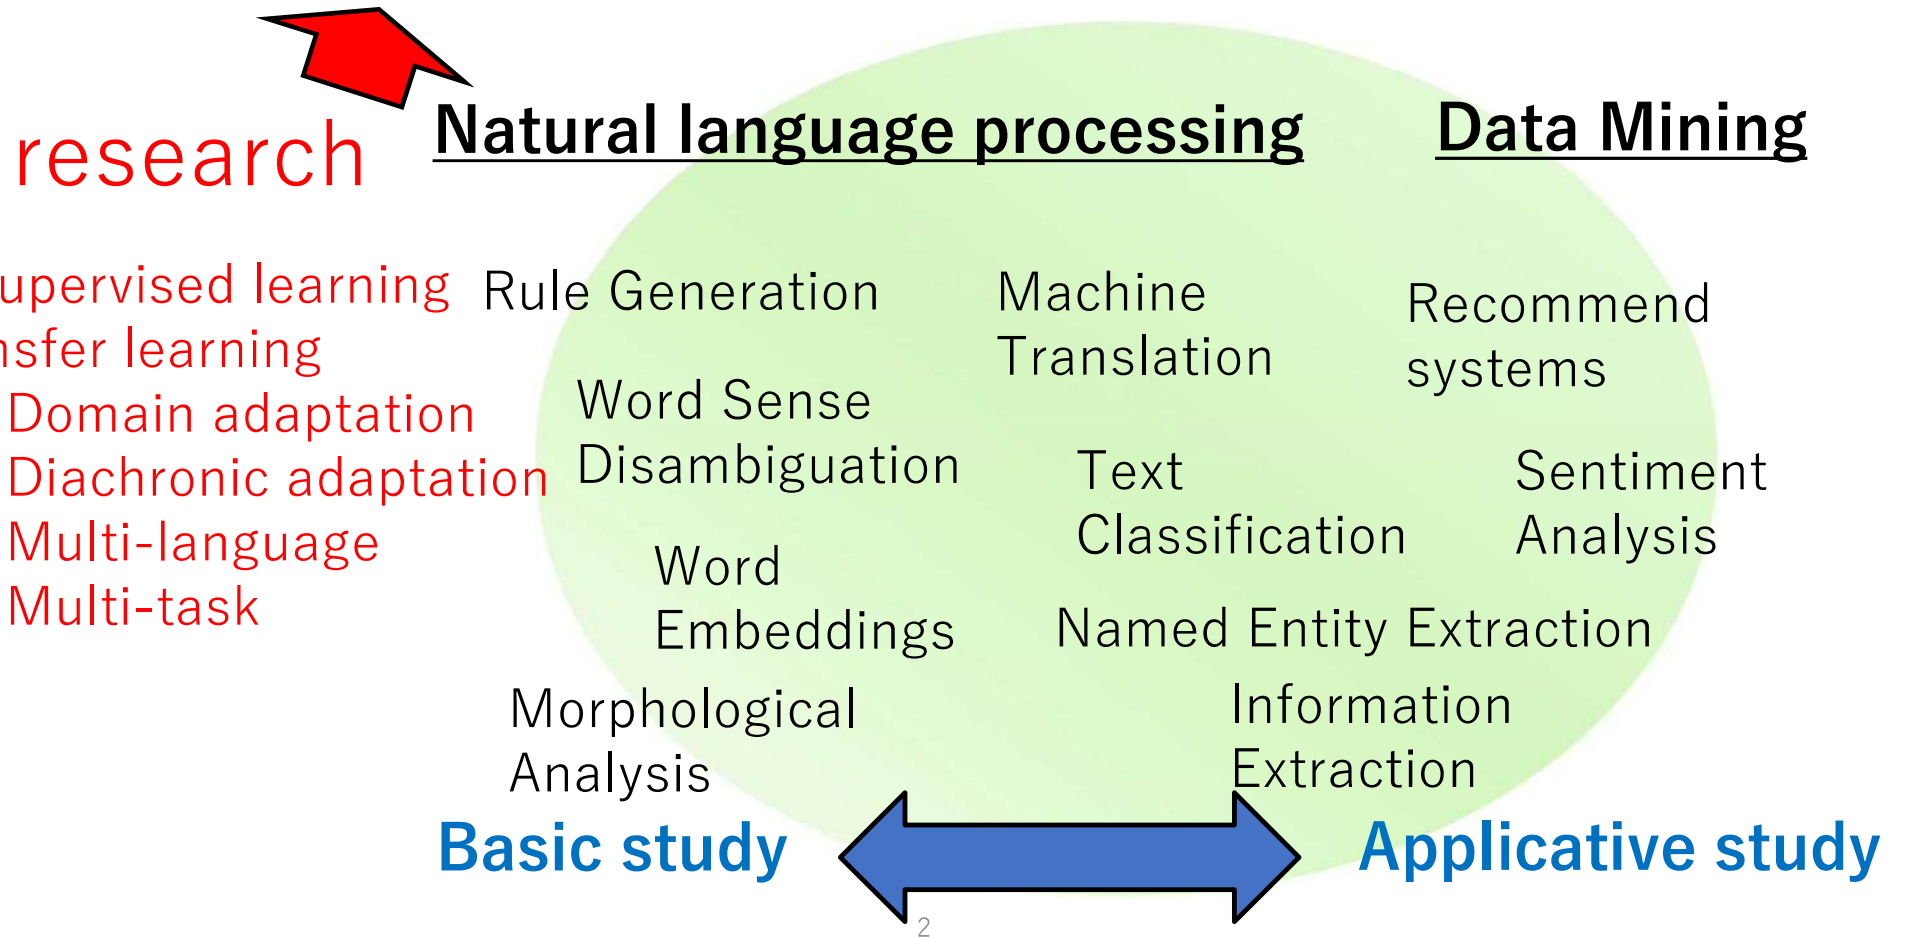 Natural language processing
Data Mining
research
upervised learning
nsfer learning
Domain adaptation
Diachronic adaptation
Multi-language
Multi-task
Rule Generation
Machine
Translation
Recommend
systems
Word Sense
Disambiguation
Text
Classification
Sentiment
Analysis
Word
Embeddings
Named Entity Extraction
Morphological
Analysis
Information
Extraction
Basic study
Applicative study
2